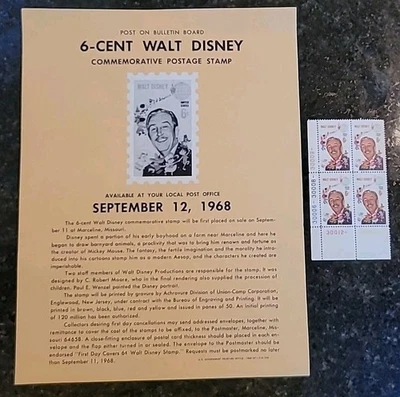 POST ON BULLETIN BOARD
6-CENT WALT DISNEY
COMMEMORATIVE POSTAGE STAMP
WALT DISNEY
6c
AVAILABLE AT YOUR LOCAL POST OFFICE
SEPTEMBER 12, 1968
The 6-cent Walt Disney commemorative stamp will be first placed on sale on Septem-
ber 11 at Marceline, Missouri.
Disney spent a portion of his early boyhood on a farm near Marceline and here he
began to draw barnyard animals, a proclivity that was to bring him renown and fortune as
the creator of Mickey Mouse. The fantasy, the fertile imagination and the morality he intro-
duced into his cartoons stamp him as a modern Aesop, and the characters he created are
imperishable.
Two staff members of Walt Disney Productions are responsible for the stamp. It was
designed by C. Robert Moore, who in the final rendering also supplied the procession of
children. Paul E. Wenzel painted the Disney portrait.
The stamp will be printed by gravure by Achrovure Division of Union-Camp Corporation,
Englewood, New Jersey, under contract with the Bureau of Engraving and Printing. It will be
printed in brown, black, blue, red and yellow and issued in panes of 50. An initial printing
of 120 million has been authorized.
Collectors desiring first day cancellations may send addressed envelopes, together with
remittance to cover the cost of the stamps to be affixed, to the Postmaster, Marceline, Mo.
64658. A close-fitting enclosure of postal card thickness should be placed in each en-
velope and the flap either turned in or sealed. The envelope to the Postmaster should be
endorsed "First Day Covers 6¢ Walt Disney Stamp." Requests must be postmarked no later
than September 11, 1968.
30012